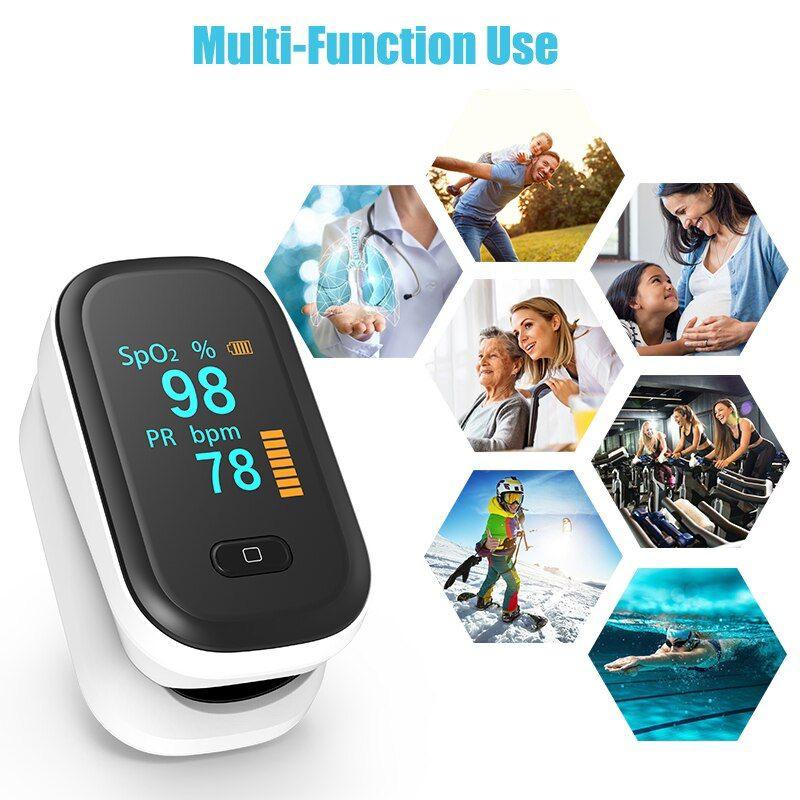 Multi-Function Use
SpO₂ %
98
PR bpm
78